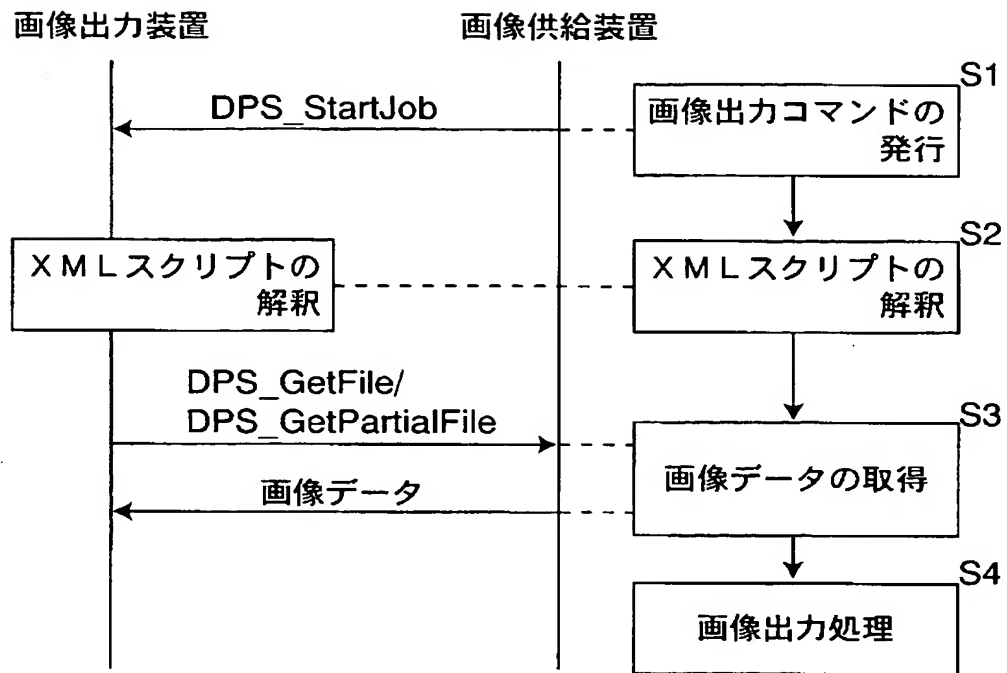 画像出力装置
画像供給装置
S1
DPS_StartJob
画像出力コマンドの
発行
S2
XMLスクリプトの
解釈
XMLスクリプトの
解釈
DPS_GetFile/
DPS_GetPartialFile
S3
画像データの取得
画像データ
S4
画像出力処理